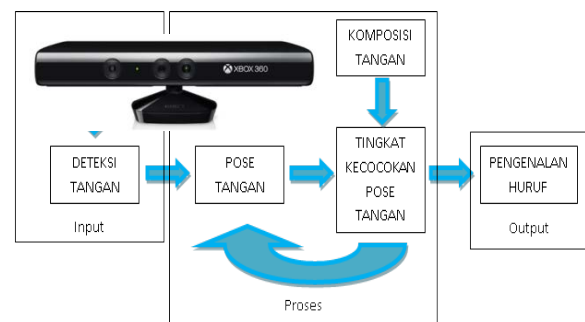 XBOX 360
KOMPOSISI
TANGAN
DETEKSI
TANGAN
POSE
TANGAN
TINGKAT
KECOCOKAN
POSE
TANGAN
PENGENALAN
HURUF
Input
Proses
Output